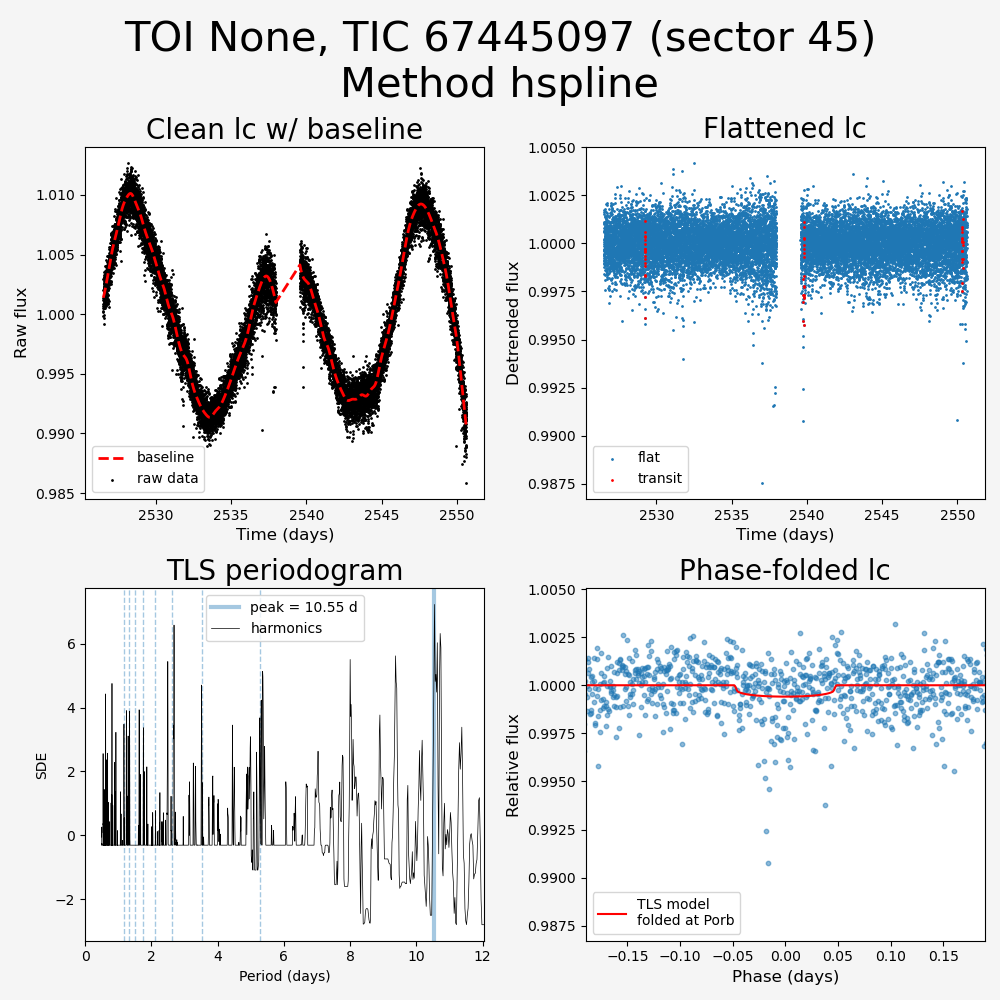 TOI None, TIC 67445097 (sector 45)
Method hspline
Clean lc w/ baseline
Raw flux
1.010
1.005
1.000
0.995
0.990
0.985
baseline
raw data
2530
2535
2540
2545
2550
Time (days)
Flattened lc
Detrended flux
1.0050
1.0025
1.0000
0.9975
0.9950
0.9925
0.9900
0.9875
flat
transit
2530
2535
2540
2545
2550
Time (days)
TLS periodogram
SDE
6
4
2
0
−2
peak = 10.55 d
harmonics
0
2
4
6
8
10
12
Period (days)
Phase-folded lc
Relative flux
1.0050
1.0025
1.0000
0.9975
0.9950
0.9925
0.9900
0.9875
TLS model
folded at Porb
−0.15
−0.10
−0.05
0.00
0.05
0.10
0.15
Phase (days)